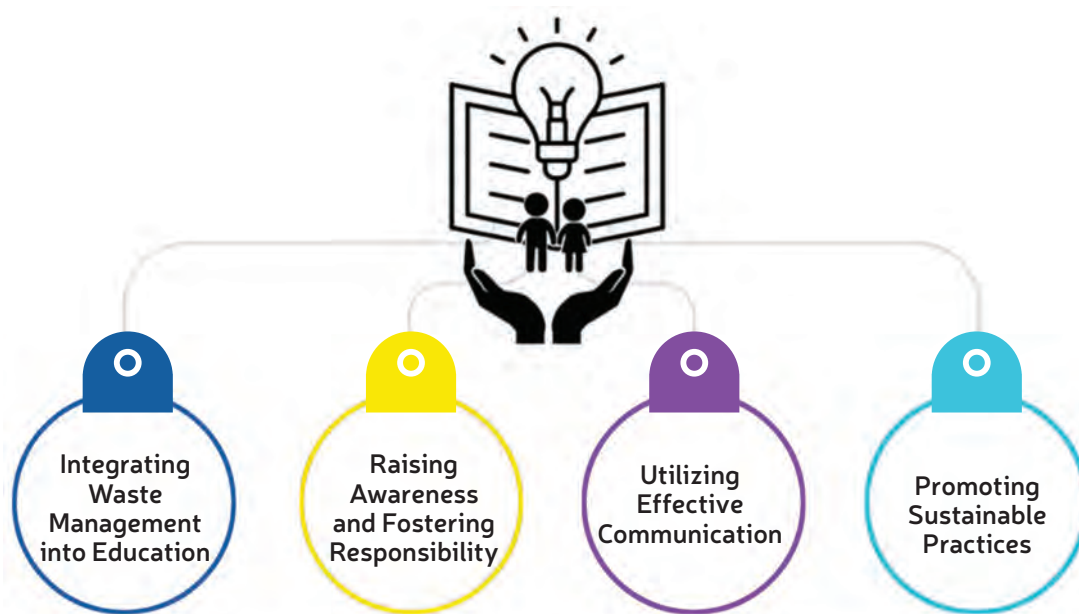 Integrating
Waste
Management
into Education
Raising
Awareness
and Fostering
Responsibility
Utilizing
Effective
Communication
Promoting
Sustainable
Practices